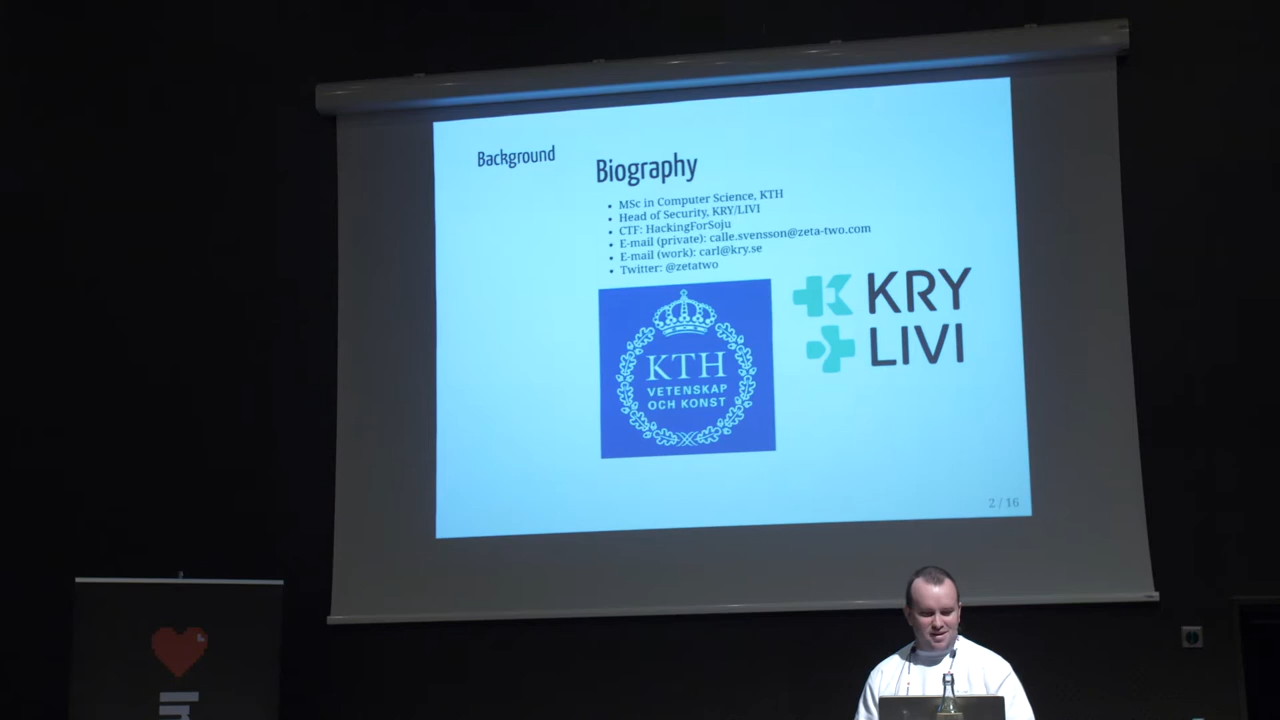 Background
Biography
• MSc in Computer Science, KTH
• Head of Security, KRY/LIVI
• CTF: HackingForSoju
• E-mail (private): calle.svensson@zeta-two.com
• E-mail (work): carl@kry.se
• Twitter: @zetatwo
KTH
VETENSKAP
OCH KONST
KRY
LIVI
2 / 16